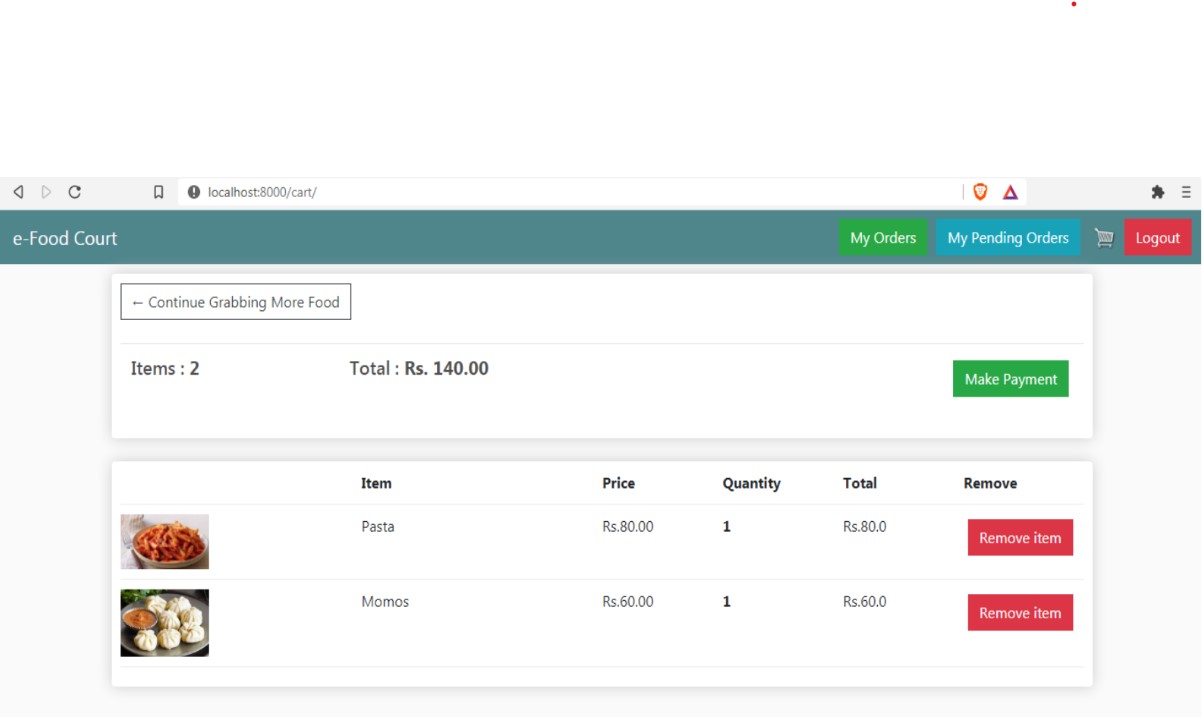 localhost:8000/cart/
e-Food Court My Orders My Pending Orders Logout
← Continue Grabbing More Food
Items : 2 Total : Rs. 140.00 Make Payment
Item Price Quantity Total Remove
Pasta Rs.80.00 1 Rs.80.0 Remove item
Momos Rs.60.00 1 Rs.60.0 Remove item